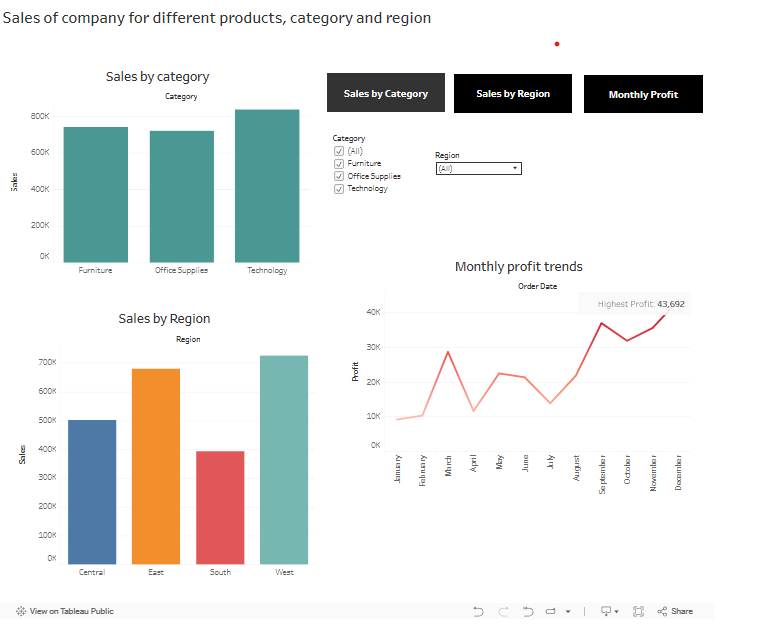 Sales of company for different products, category and region
Sales by category
Category
800K
600K
400K
200K
0K
Sales
Furniture
Office Supplies
Technology
Sales by Category
Sales by Region
Monthly Profit
Category
(All)
Furniture
Office Supplies
Technology
Region
(All)
Sales by Region
Region
700K
600K
500K
400K
300K
200K
100K
0K
Sales
Central
East
South
West
Monthly profit trends
Order Date
Highest Profit: 43,692
40K
30K
20K
10K
0K
Profit
January
February
March
April
May
June
July
August
September
October
November
December
View on Tableau Public
Share